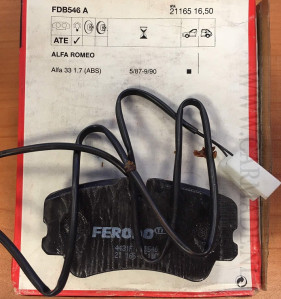 FDB546 A
21165 16,50
ATE
ALFA ROMEO
Alfa 33 1.7 (ABS) 5/87-9/90
FERODO